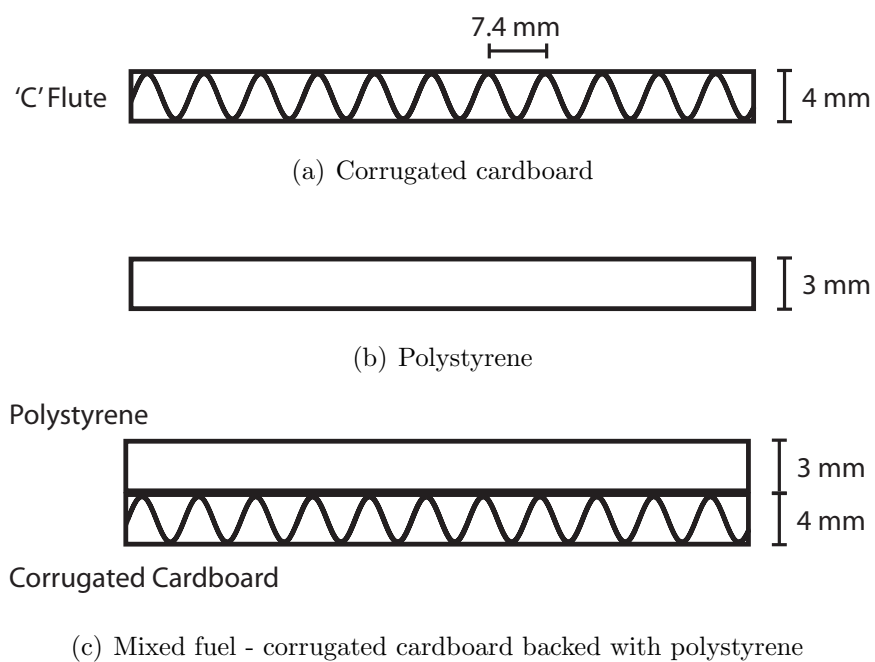 7.4 mm
‘C’ Flute
4 mm
(a) Corrugated cardboard
3 mm
(b) Polystyrene
Polystyrene
3 mm
4 mm
Corrugated Cardboard
(c) Mixed fuel - corrugated cardboard backed with polystyrene